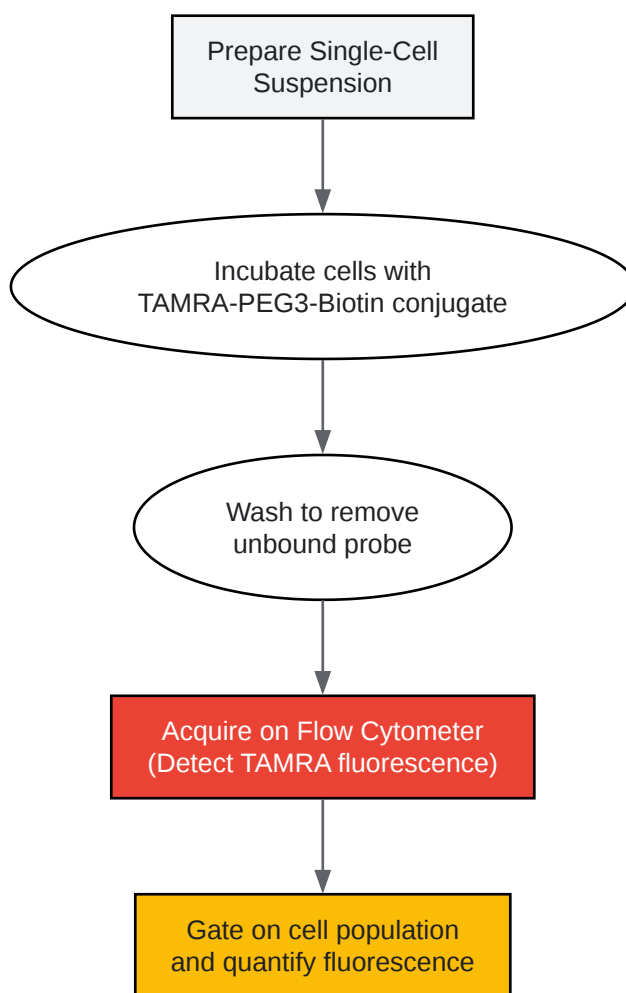 Prepare Single-Cell
Suspension
Incubate cells with
TAMRA-PEG3-Biotin conjugate
Wash to remove
unbound probe
Acquire on Flow Cytometer
(Detect TAMRA fluorescence)
Gate on cell population
and quantify fluorescence